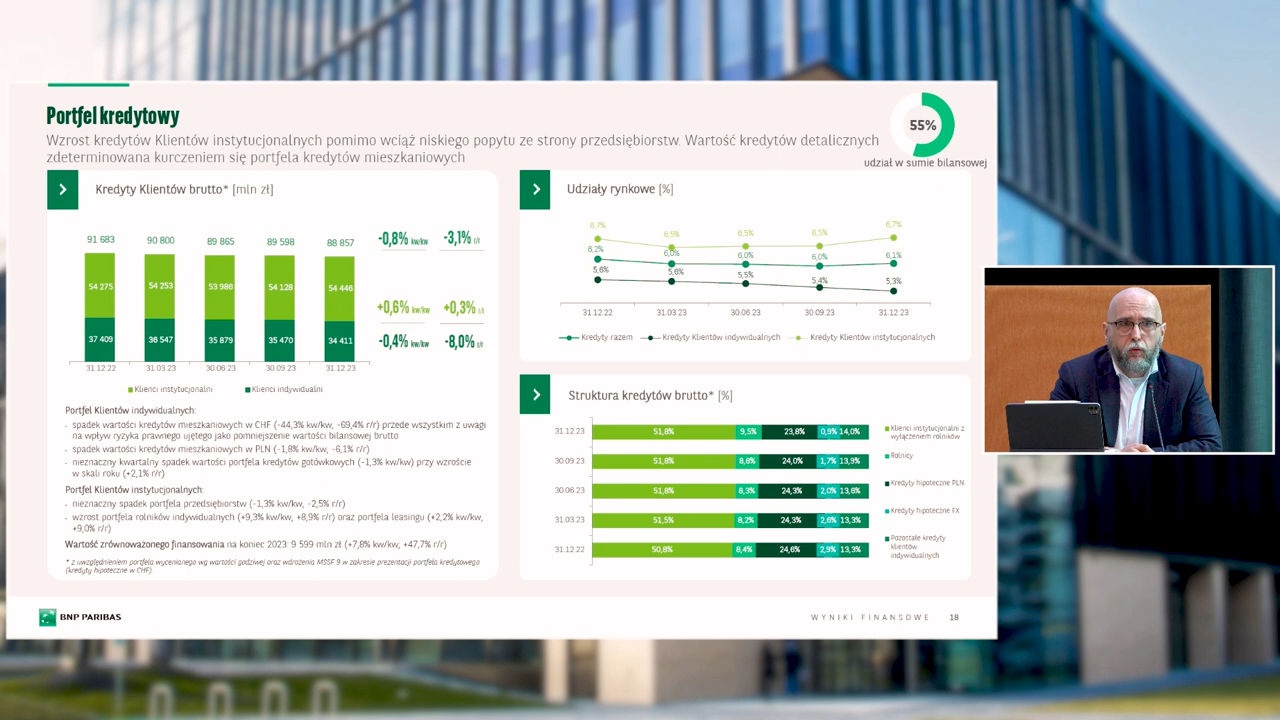 Portfel kredytowy
Wzrost kredytów Klientów instytucjonalnych pomimo wciąż niskiego popytu ze strony przedsiębiorstw. Wartość kredytów detalicznych
zdeterminowana kurczeniem się portfela kredytów mieszkaniowych
55%
udział w sumie bilansowej
Kredyty Klientów brutto* [mln zł]
91 683 90 800 89 865 89 598 88 857
54 275 54 253 53 986 54 128 54 446
37 409 36 547 35 879 35 470 34 411
31.12.22 31.03.23 30.06.23 30.09.23 31.12.23
Klienci instytucjonalni Klienci indywidualni
-0,8% kw/kw -3,1% r/r
+0,6% kw/kw +0,3% r/r
-0,4% kw/kw -8,0% r/r
Portfel Klientów indywidualnych:
- spadek wartości kredytów mieszkaniowych w CHF (-44,3% kw/kw, -69,4% r/r) przede wszystkim z uwagi
na wpływ ryzyka prawnego ujętego jako pomniejszenie wartości bilansowej brutto
- spadek wartości kredytów mieszkaniowych w PLN (-1,8% kw/kw, -6,1% r/r)
- nieznaczny kwartalny spadek wartości portfela kredytów gotówkowych (-1,3% kw/kw) przy wzroście
w skali roku (+2,1% r/r)
Portfel Klientów instytucjonalnych:
- nieznaczny spadek portfela przedsiębiorstw (-1,3% kw/kw, -2,5% r/r)
- wzrost portfela rolników indywidualnych (+9,3% kw/kw, +8,9% r/r) oraz portfela leasingu (+2,2% kw/kw,
+9,0% r/r)
Wartość zrównoważonego finansowania na koniec 2023: 9 599 mln zł (+7,8% kw/kw, +47,7% r/r)
* z uwzględnieniem portfela wycenianego wg wartości godziwej oraz wdrożenia MSSF 9 w zakresie prezentacji portfela kredytowego
(kredyty hipoteczne w CHF)
Udziały rynkowe [%]
6,7% 6,5% 6,5% 6,5% 6,7%
6,2% 6,0% 6,0% 6,0% 6,1%
5,6% 5,6% 5,5% 5,4% 5,3%
31.12.22 31.03.23 30.06.23 30.09.23 31.12.23
Kredyty razem Kredyty Klientów indywidualnych Kredyty Klientów instytucjonalnych
Struktura kredytów brutto* [%]
31.12.23 51,8% 9,5% 23,8% 0,9% 14,0%
30.09.23 51,8% 8,6% 24,0% 1,7% 13,9%
30.06.23 51,8% 8,3% 24,3% 2,0% 13,6%
31.03.23 51,5% 8,2% 24,3% 2,6% 13,3%
31.12.22 50,8% 8,4% 24,6% 2,9% 13,3%
Klienci instytucjonalni z
wyłączeniem rolników
Rolnicy
Kredyty hipoteczne PLN
Kredyty hipoteczne FX
Pozostałe kredyty
klientów
indywidualnych
BNP PARIBAS
WYNIKI FINANSOWE 18